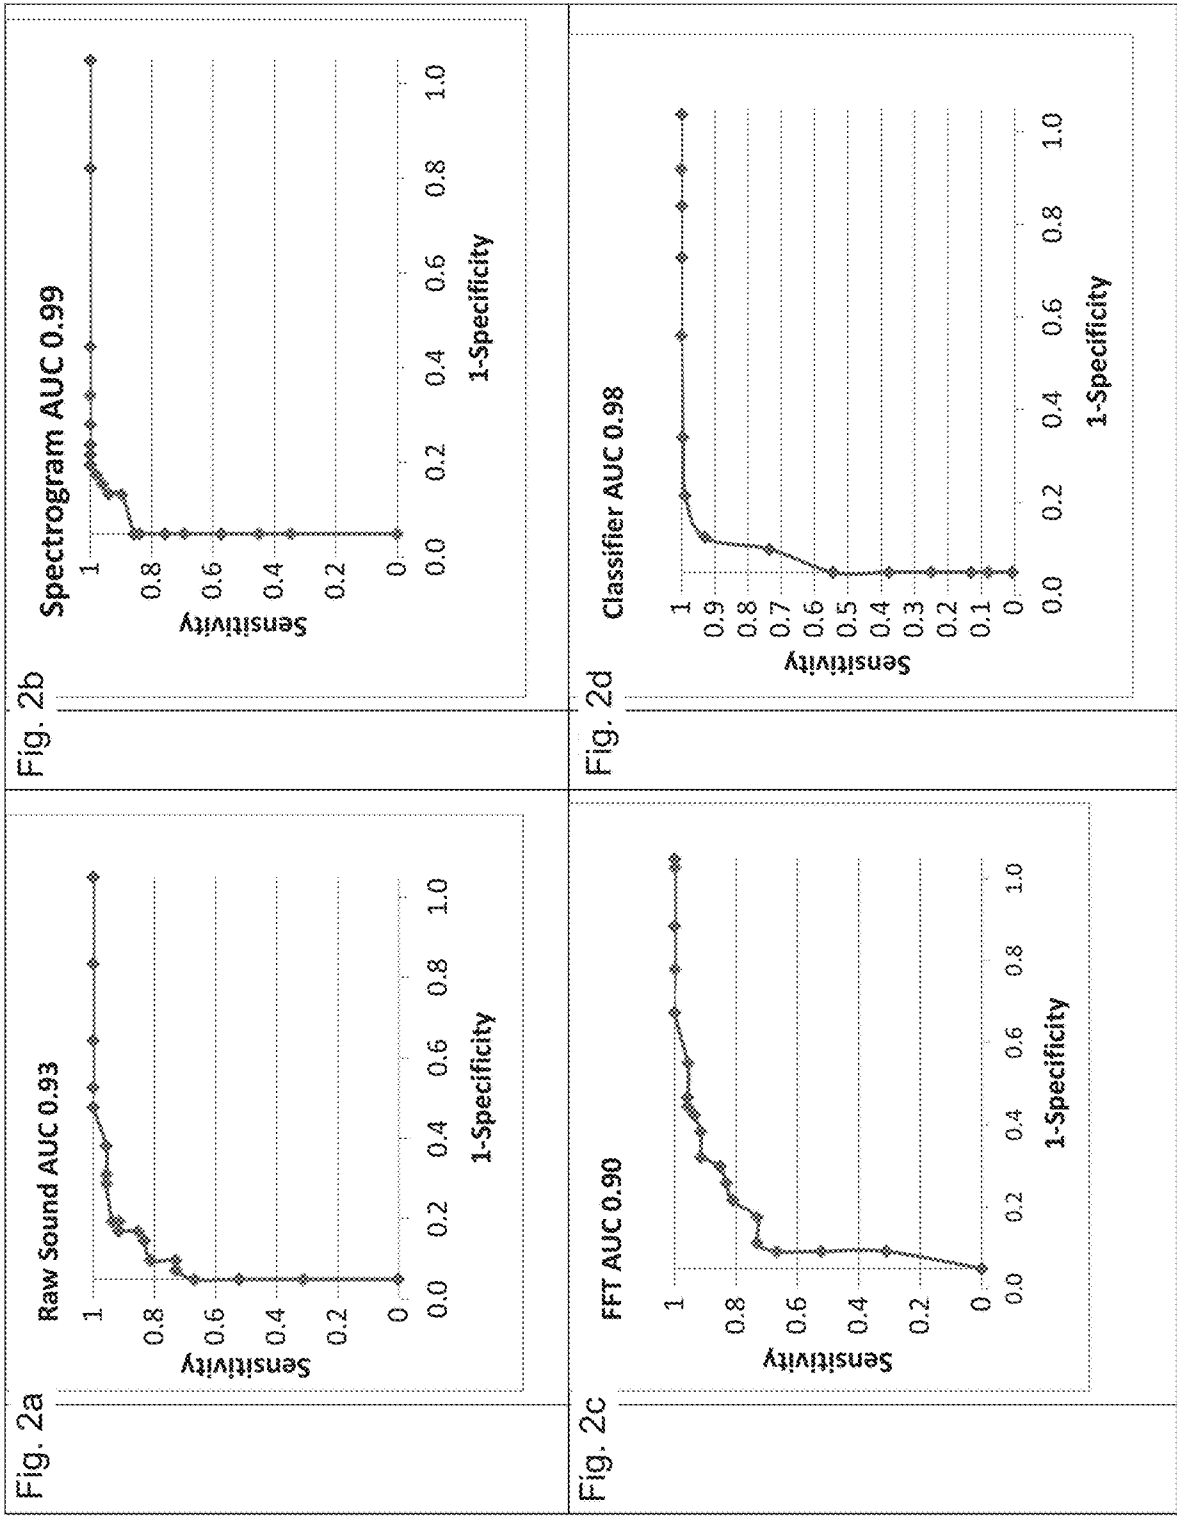 Fig. 2a
Raw Sound AUC 0.93
Sensitivity
1
0.8
0.6
0.4
0.2
0
0.0 0.2 0.4 0.6 0.8 1.0
1-Specificity
Fig. 2b
Spectrogram AUC 0.99
Sensitivity
1
0.8
0.6
0.4
0.2
0
0.0 0.2 0.4 0.6 0.8 1.0
1-Specificity
Fig. 2c
FFT AUC 0.90
Sensitivity
1
0.8
0.6
0.4
0.2
0
0.0 0.2 0.4 0.6 0.8 1.0
1-Specificity
Fig. 2d
Classifier AUC 0.98
Sensitivity
1
0.9
0.8
0.7
0.6
0.5
0.4
0.3
0.2
0.1
0
0.0 0.2 0.4 0.6 0.8 1.0
1-Specificity